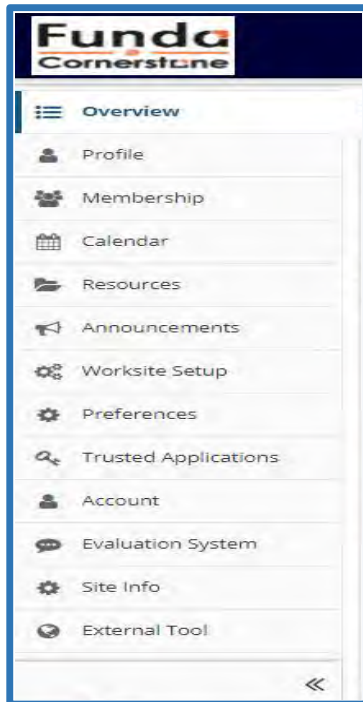 Funda
Cornerstone
Overview
Profile
Membership
Calendar
Resources
Announcements
Worksite Setup
Preferences
Trusted Applications
Account
Evaluation System
Site Info
External Tool